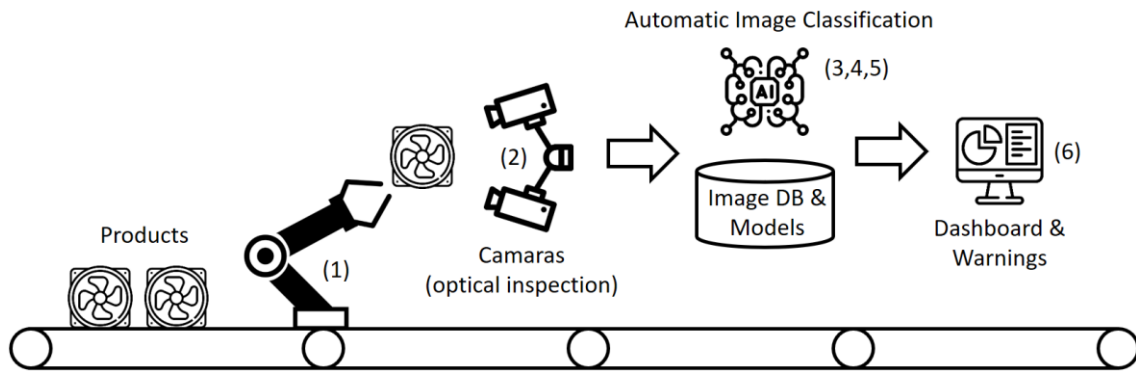 Automatic Image Classification
AI
(3,4,5)
(2)
(6)
Image DB &
Models
Products
(1)
Camaras
(optical inspection)
Dashboard &
Warnings